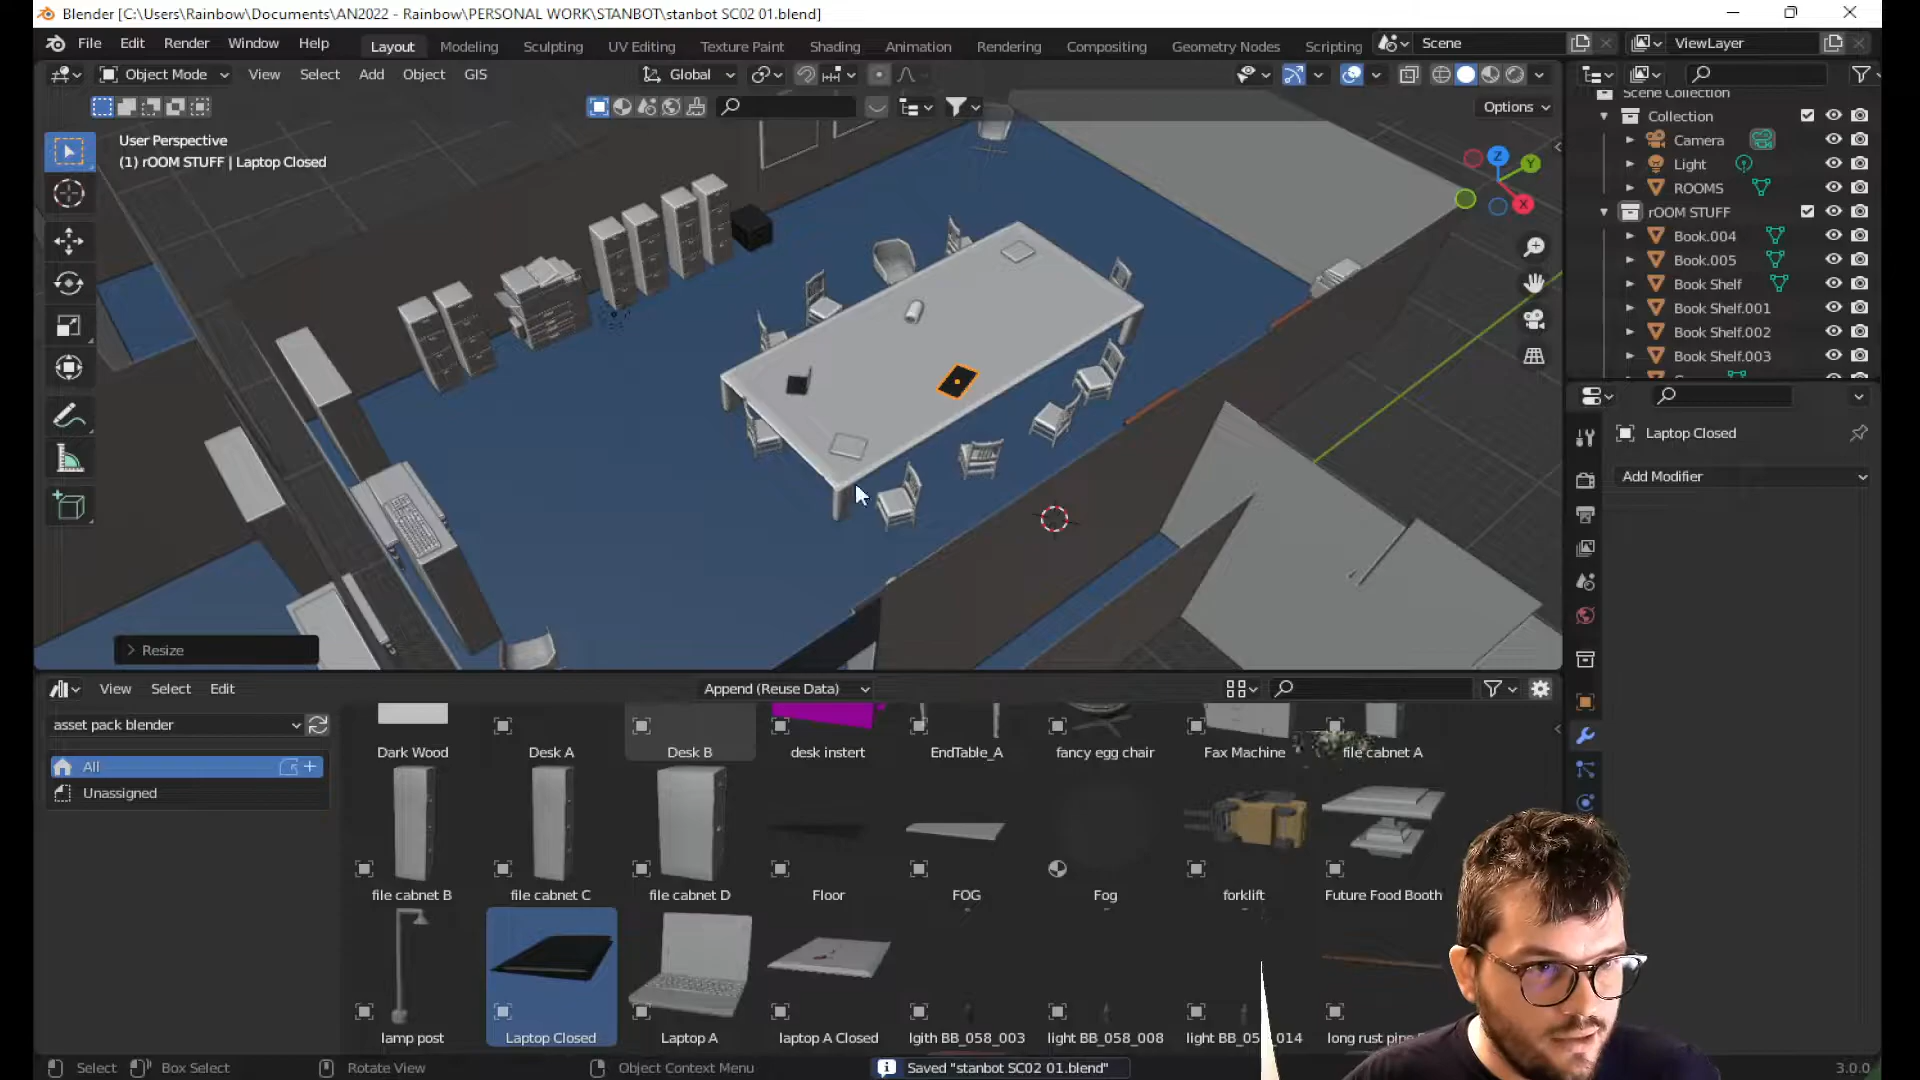 Blender [C:\Users\Rainbow\Documents\AN2022 - Rainbow\PERSONAL WORK\STANBOT\stanbot SC02 01.blend]
File Edit Render Window Help Layout Modeling Sculpting UV Editing Texture Paint Shading Animation Rendering Compositing Geometry Nodes Scripting Scene ViewLayer
Object Mode View Select Add Object GIS Global
Options
User Perspective
(1) rOOM STUFF | Laptop Closed
Z
Y
X
Scene Collection
Collection
Camera
Light
ROOMS
rOOM STUFF
Book.004
Book.005
Book Shelf
Book Shelf.001
Book Shelf.002
Book Shelf.003
Laptop Closed
Add Modifier
Resize
View Select Edit Append (Reuse Data)
asset pack blender
All
Unassigned
Dark Wood Desk A Desk B desk instert EndTable_A fancy egg chair Fax Machine file cabnet A
file cabnet B file cabnet C file cabnet D Floor FOG Fog forklift Future Food Booth
lamp post Laptop Closed Laptop A laptop A Closed lgith BB_058_003 light BB_058_008 light BB_05 _014 long rust pipe
Select Box Select Rotate View Object Context Menu Saved "stanbot SC02 01.blend" 3.0.0